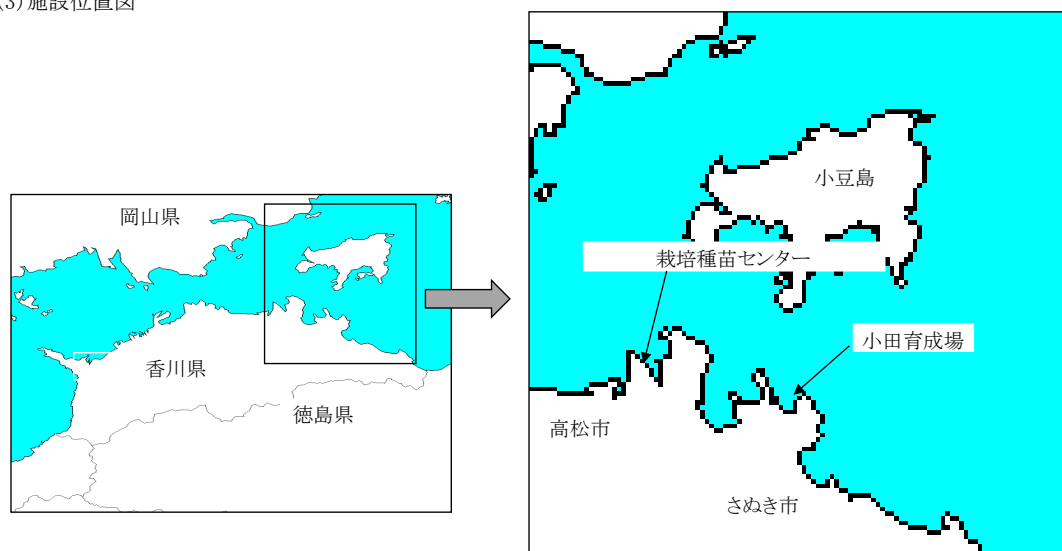 (3)施設位置図
岡山県
香川県
徳島県
小豆島
栽培種苗センター
小田育成場
高松市
さぬき市